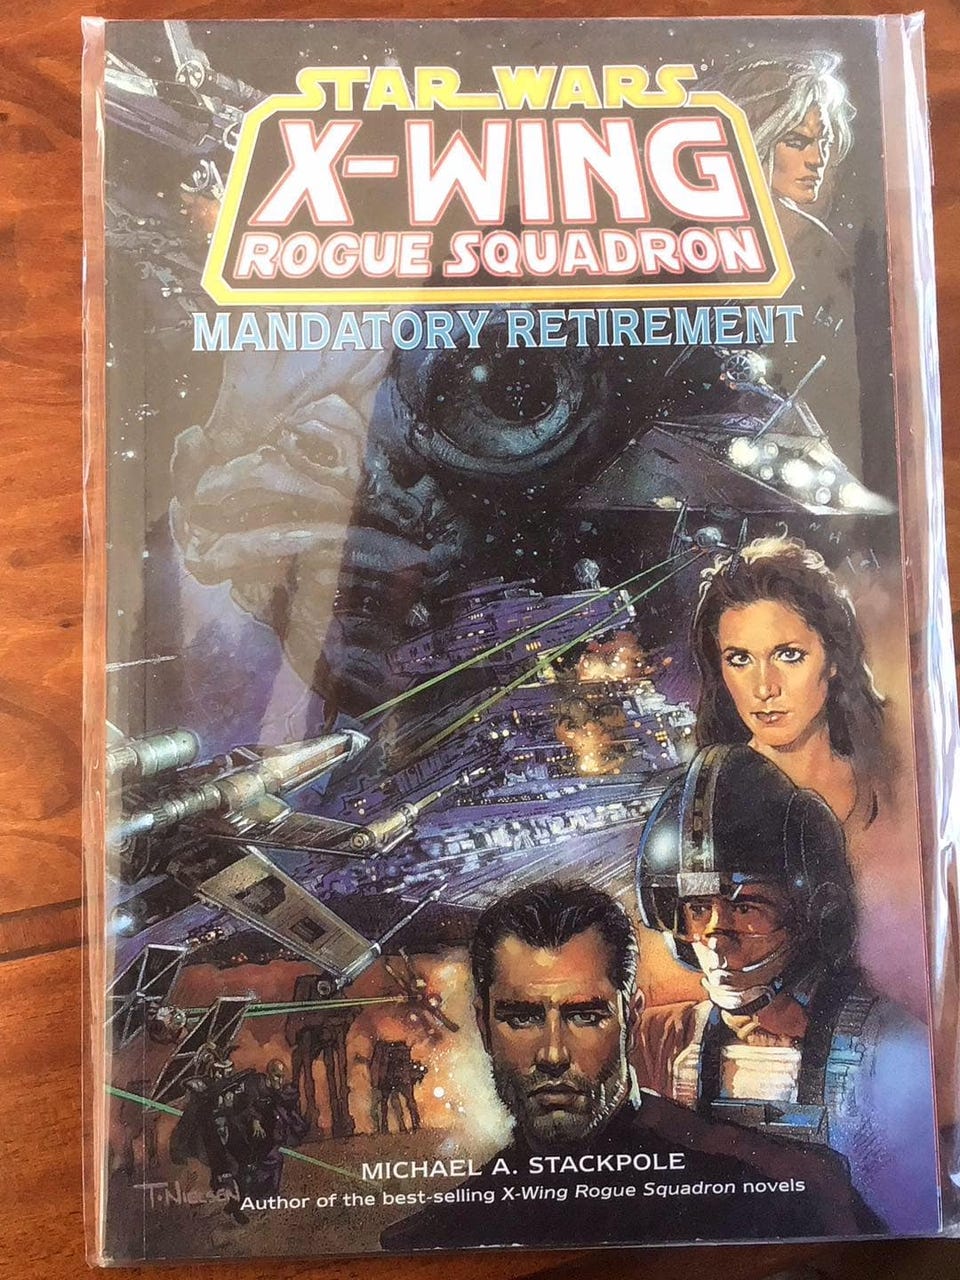 STAR WARS
X-WING
ROGUE SQUADRON
MANDATORY RETIREMENT
MICHAEL A. STACKPOLE
T. NIELSEN
Author of the best-selling X-Wing Rogue Squadron novels